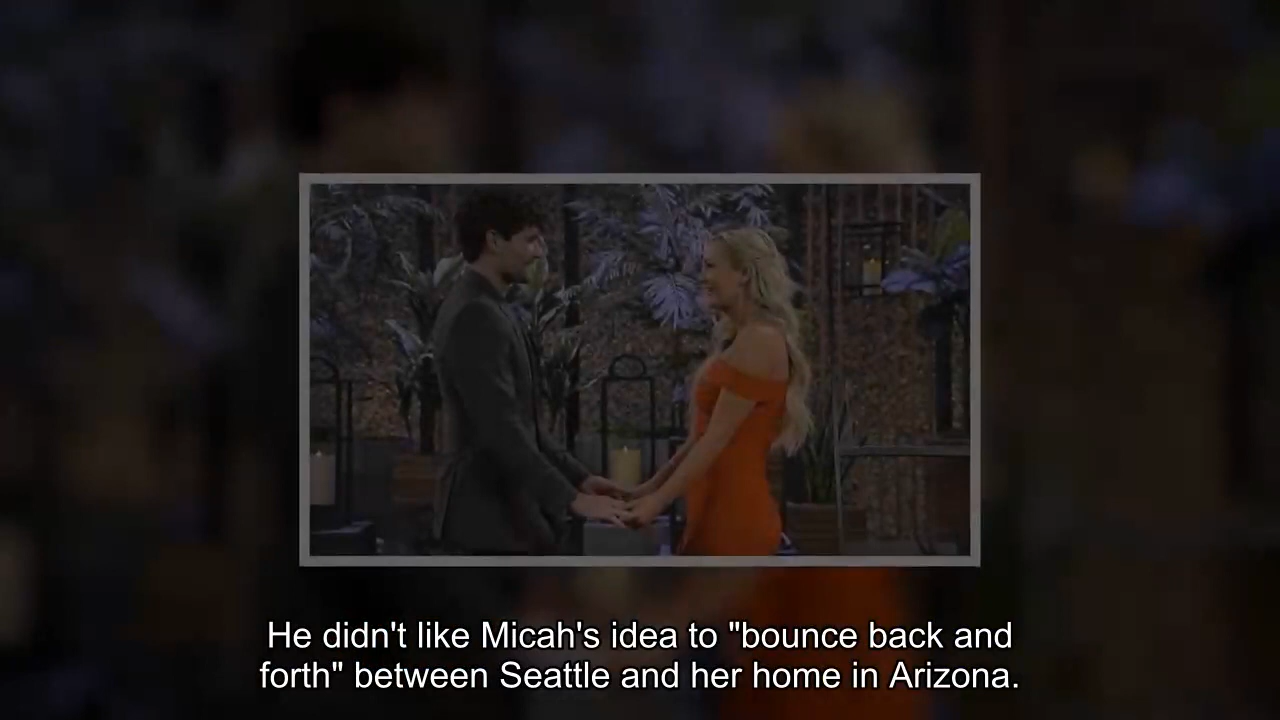 He didn't like Micah's idea to "bounce back and
forth" between Seattle and her home in Arizona.